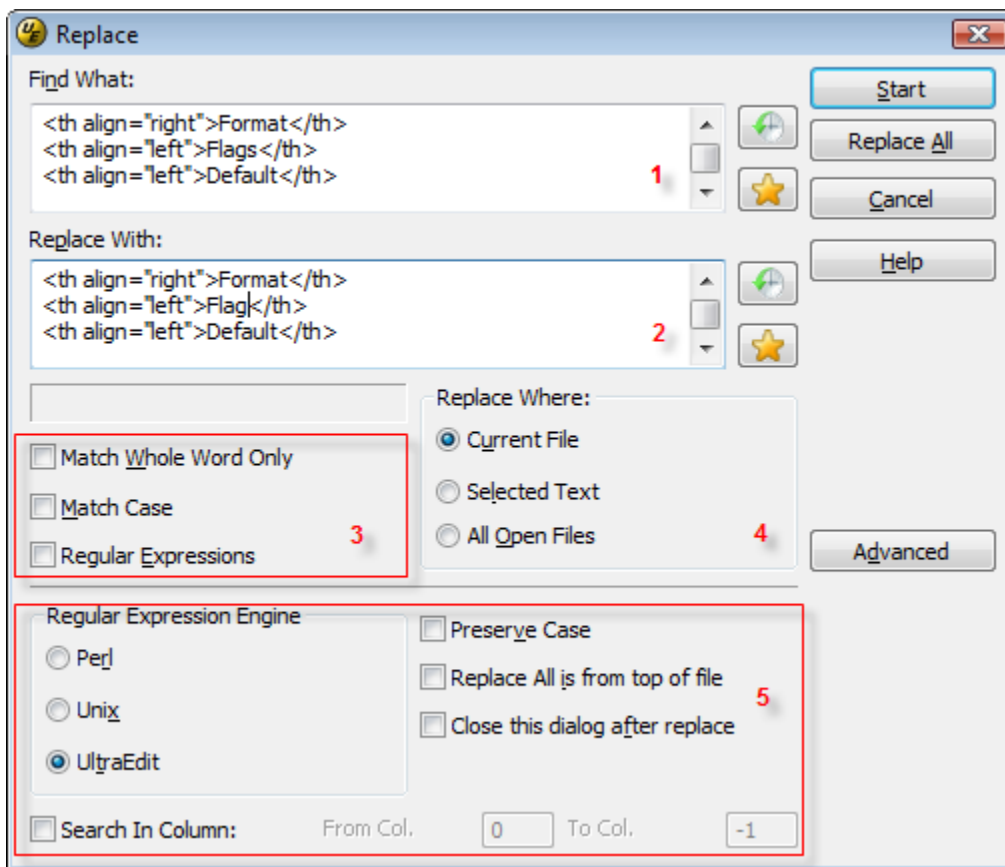 UE Replace
Find What:
<th align="right">Format</th>
<th align="left">Flags</th>
<th align="left">Default</th>
1
Start
Replace All
Cancel
Replace With:
<th align="right">Format</th>
<th align="left">Flag</th>
<th align="left">Default</th>
2
Help
Replace Where:
Current File
Selected Text
All Open Files
4
Match Whole Word Only
Match Case
Regular Expressions
3
Advanced
Regular Expression Engine
Perl
Unix
UltraEdit
Preserve Case
Replace All is from top of file
Close this dialog after replace
5
Search In Column: From Col. 0 To Col. -1